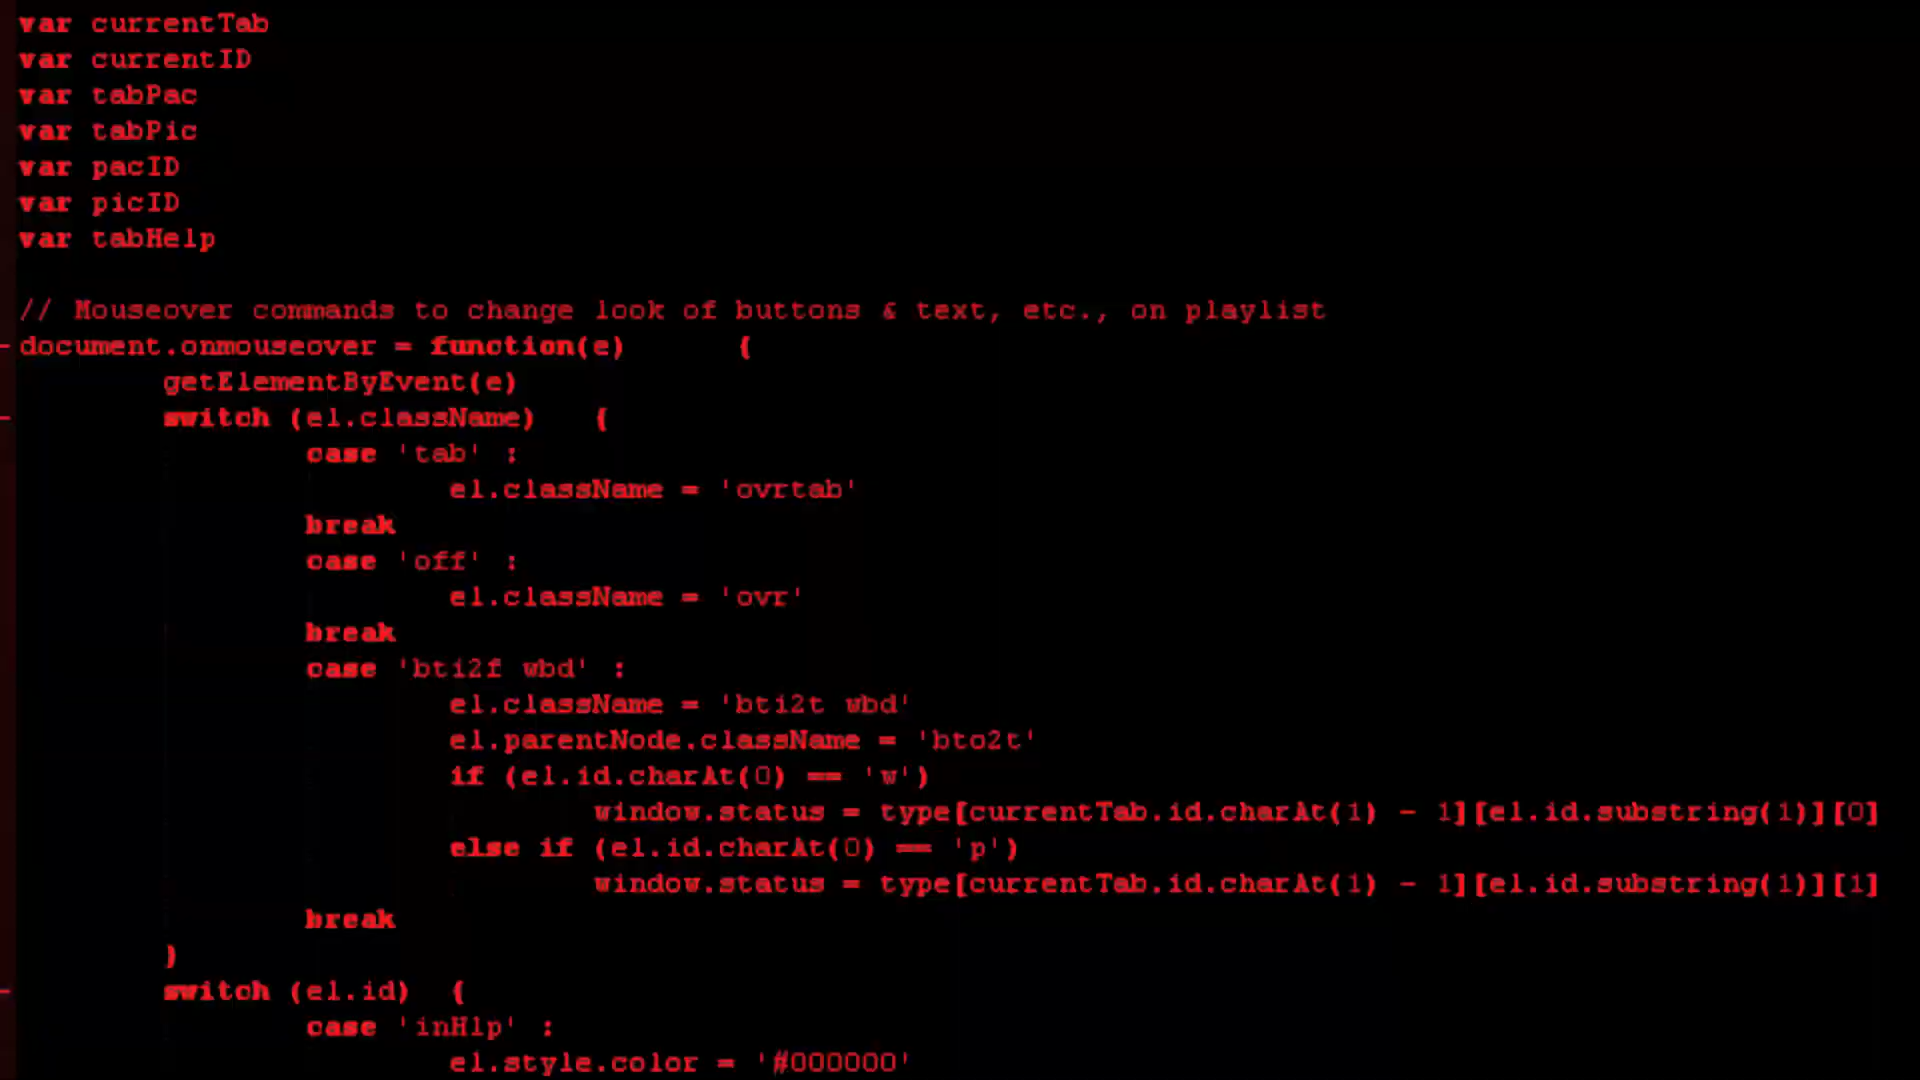 var currentTab
var currentID
var tabPac
var tabPic
var pacID
var picID
var tabHelp
// Mouseover commands to change look of buttons & text, etc., on playlist
document.onmouseover = function(e) {
getElementByEvent(e)
switch (el.className) {
case 'tab' :
el.className = 'ovrtab'
break
case 'off' :
el.className = 'ovr'
break
case 'bti2f wbd' :
el.className = 'bti2t wbd'
el.parentNode.className = 'bto2t'
if (el.id.charAt(0) == 'w')
window.status = type[currentTab.id.charAt(1) - 1][el.id.substring(1)][0]
else if (el.id.charAt(0) == 'p')
window.status = type[currentTab.id.charAt(1) - 1][el.id.substring(1)][1]
break
}
switch (el.id) {
case 'inHlp' :
el.style.color = '#000000'